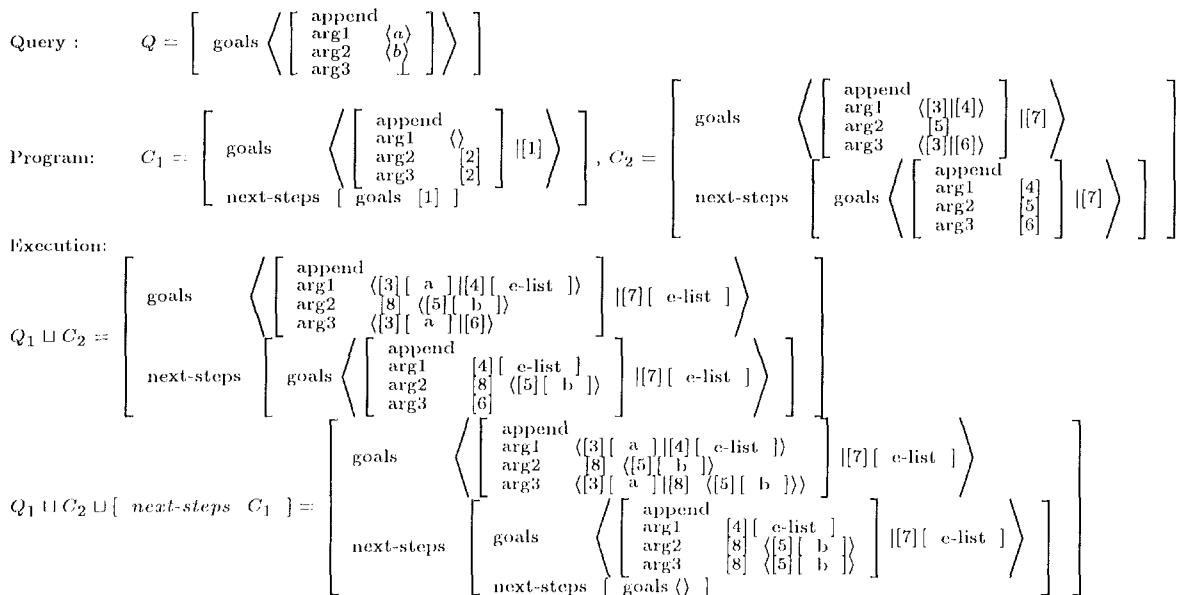 append
Query : Q = [ goals ⟨ [ arg1 ⟨a⟩
arg2 ⟨b⟩
arg3 ⊥ ] ⟩ ]
append append
goals ⟨ [ arg1 ⟨⟩ goals ⟨ [ arg1 ⟨[3]|[4]⟩
Program: C1 = [ arg2 [2] ] |[1] ⟩ ] , C2 = [ arg2 [5] ] |[7] ⟩
arg3 [2] arg3 ⟨[3]|[6]⟩
next-steps [ goals [1] ] append
next-steps [ goals ⟨ [ arg1 [4]
arg2 [5] ] |[7] ⟩ ] ]
arg3 [6]
Execution:
append
goals ⟨ [ arg1 ⟨[3][ a ]|[4][ e-list ]⟩
arg2 [8] ⟨[5][ b ]⟩ ] |[7][ e-list ] ⟩
arg3 ⟨[3][ a ]|[6]⟩
Q1 ⊔ C2 =
append
next-steps [ goals ⟨ [ arg1 [4][ e-list ]
arg2 [8] ⟨[5][ b ]⟩ ] |[7][ e-list ] ⟩ ]
arg3 [6]
append
goals ⟨ [ arg1 ⟨[3][ a ]|[4][ e-list ]⟩
arg2 [8] ⟨[5][ b ]⟩ ] |[7][ e-list ] ⟩
arg3 ⟨[3][ a ]|[8] ⟨[5][ b ]⟩⟩
Q1 ⊔ C2 ⊔ [ next-steps C1 ] =
append
next-steps [ goals ⟨ [ arg1 [4][ e-list ]
arg2 [8] ⟨[5][ b ]⟩ ] |[7][ e-list ] ⟩
arg3 [8] ⟨[5][ b ]⟩
next-steps [ goals ⟨⟩ ]